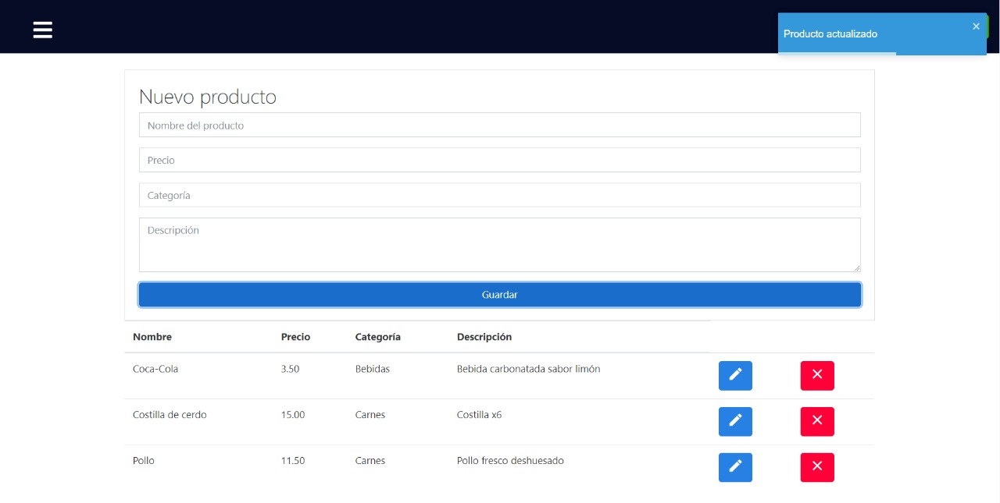 Producto actualizado
Nuevo producto
Nombre del producto
Precio
Categoría
Descripción
Guardar
Nombre Precio Categoría Descripción
Coca-Cola 3.50 Bebidas Bebida carbonatada sabor limón
Costilla de cerdo 15.00 Carnes Costilla x6
Pollo 11.50 Carnes Pollo fresco deshuesado